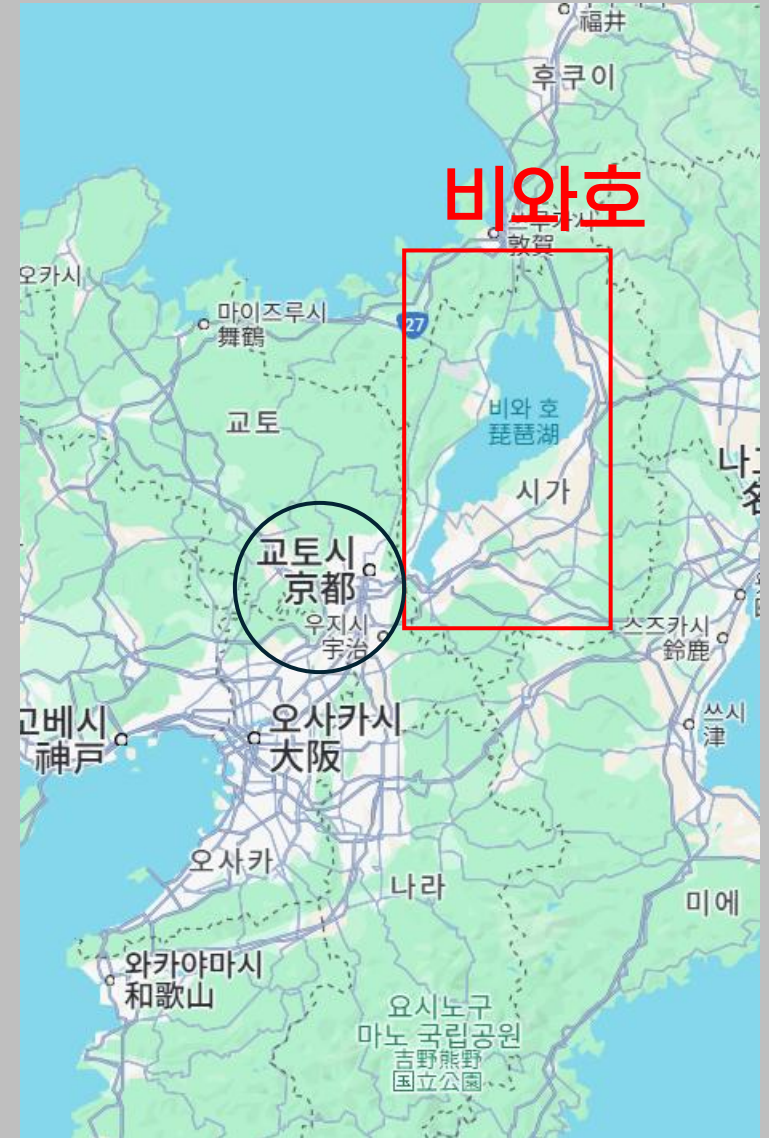 福井
후쿠이
비와호
敦賀
오카시
마이즈루시
舞鶴
27
비와 호
琵琶湖
교토
시가
교토시
京都
우지시
宇治
스즈카시
鈴鹿
고베시
神戸
오사카시
大阪
쓰시
津
오사카
나라
미에
와카야마시
和歌山
요시노구
마노 국립공원
吉野熊野
国立公園